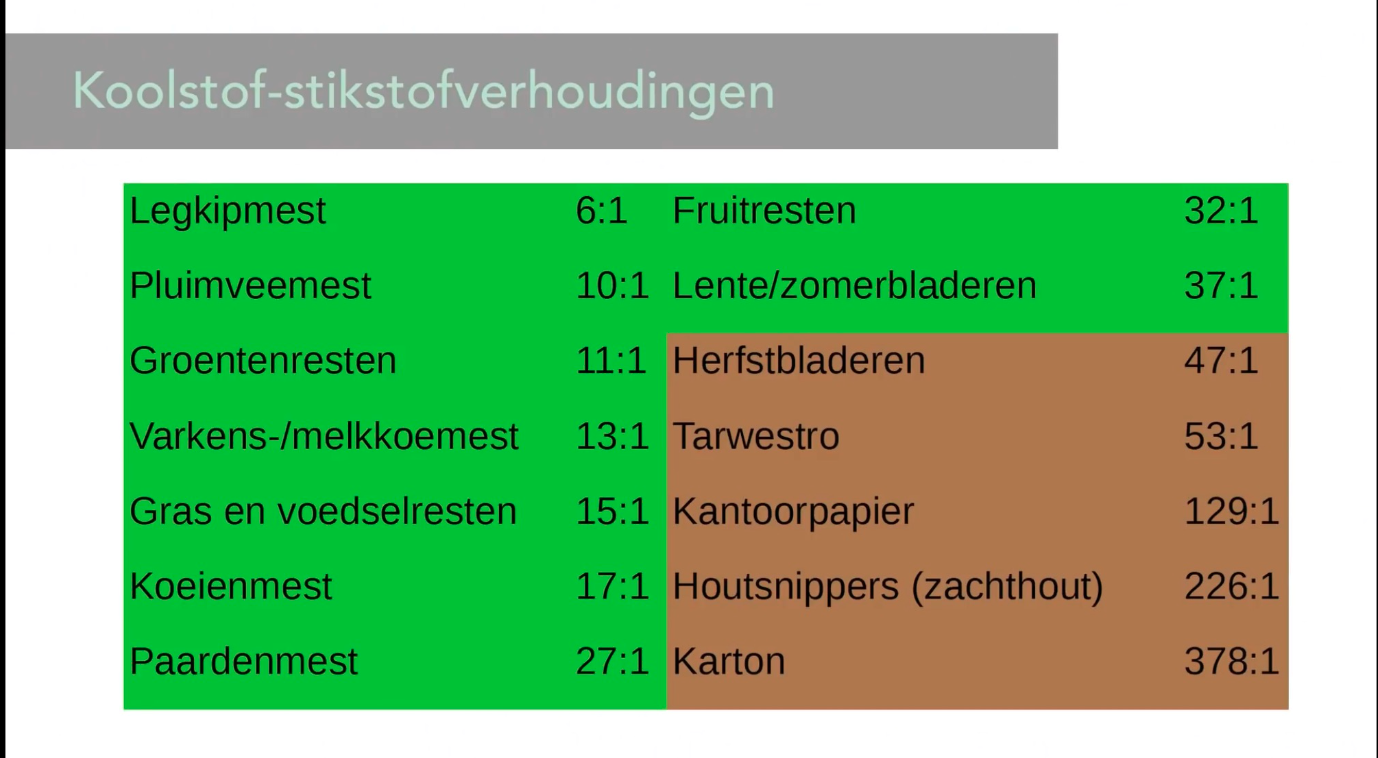 Koolstof-stikstofverhoudingen
Legkipmest 6:1 Fruitresten 32:1
Pluimveemest 10:1 Lente/zomerbladeren 37:1
Groentenresten 11:1 Herfstbladeren 47:1
Varkens-/melkkoemest 13:1 Tarwestro 53:1
Gras en voedselresten 15:1 Kantoorpapier 129:1
Koeienmest 17:1 Houtsnippers (zachthout) 226:1
Paardenmest 27:1 Karton 378:1